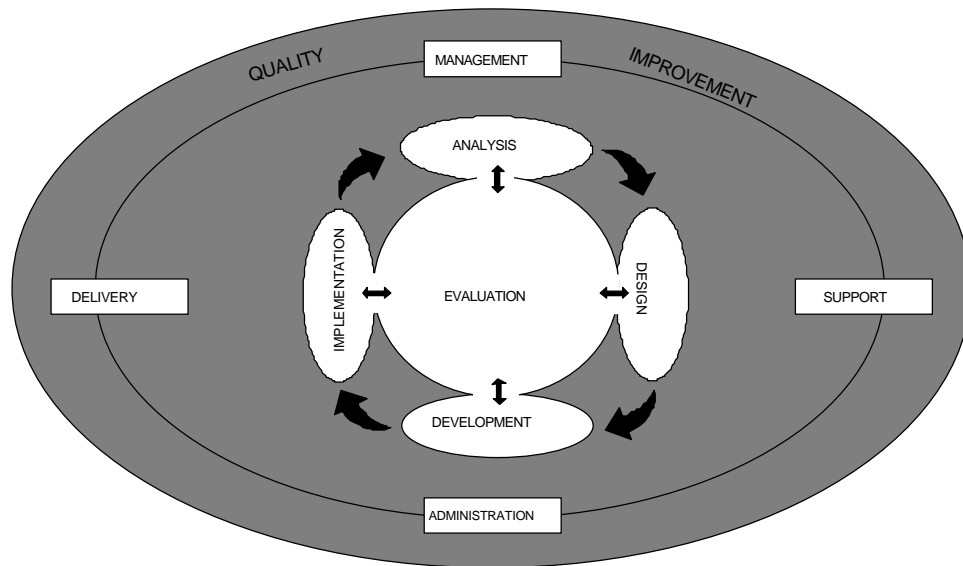 QUALITY
IMPROVEMENT
MANAGEMENT
ANALYSIS
IMPLEMENTATION
DESIGN
DELIVERY
EVALUATION
SUPPORT
DEVELOPMENT
ADMINISTRATION